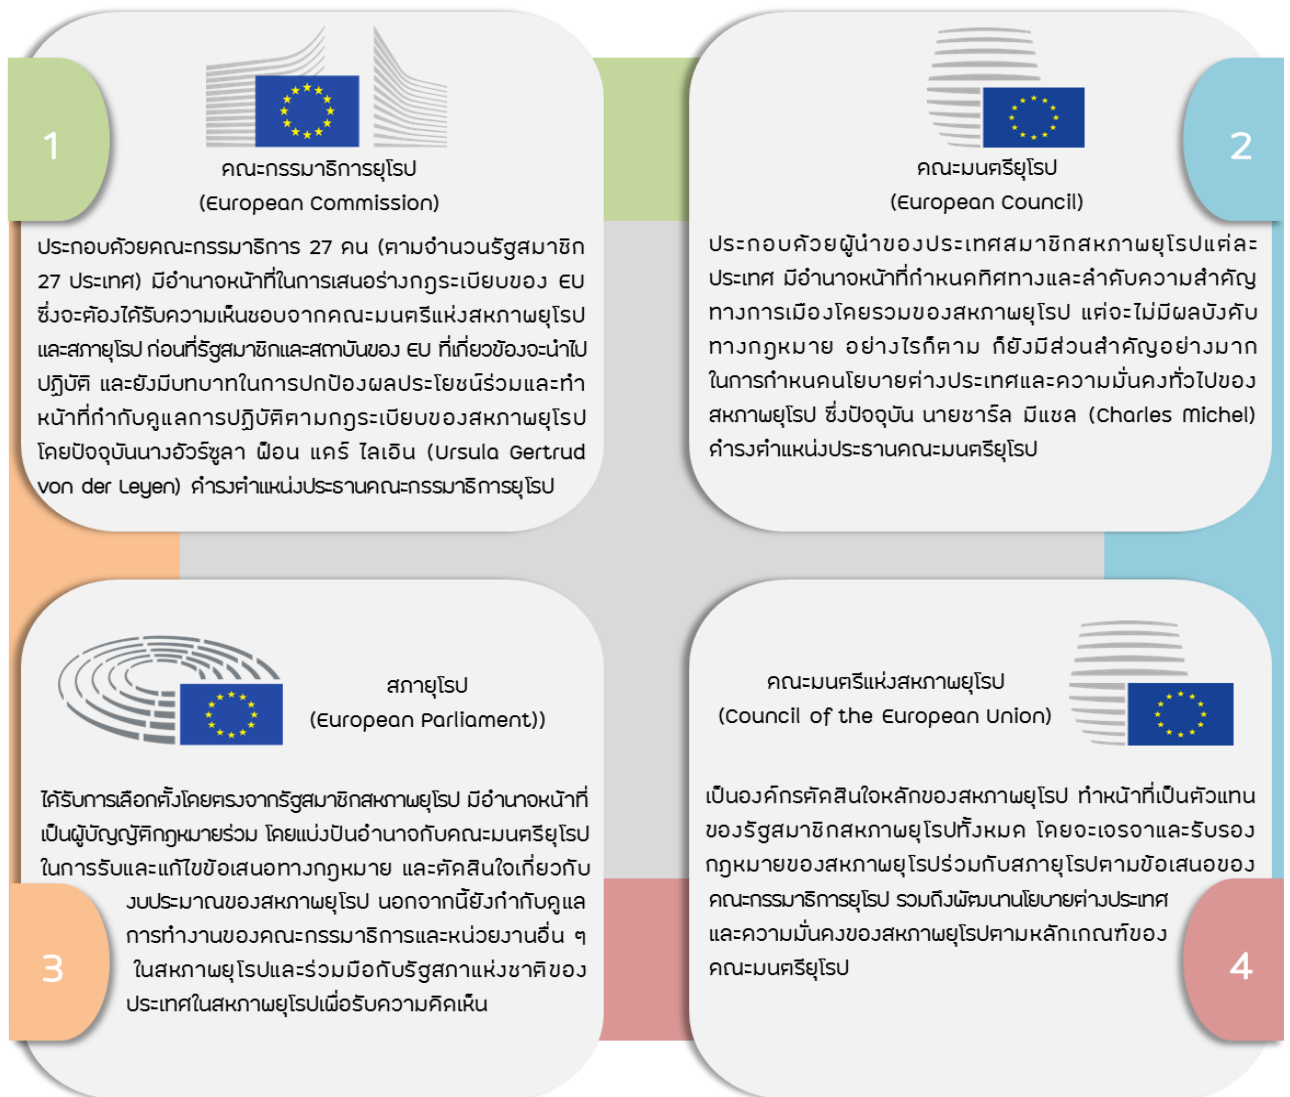 1
คณะกรรมาธิการยุโรป
(European Commission)
ประกอบด้วยคณะกรรมาธิการ 27 คน (ตามจำนวนรัฐสมาชิก
27 ประเทศ) มีอำนาจหน้าที่ในการเสนอร่างกฎระเบียบของ EU
ซึ่งจะต้องได้รับความเห็นชอบจากคณะมนตรีแห่งสหภาพยุโรป
และสภายุโรป ก่อนที่รัฐสมาชิกและสถาบันของ EU ที่เกี่ยวข้องจะนำไป
ปฏิบัติ และยังมีบทบาทในการปกป้องผลประโยชน์ร่วมและทำ
หน้าที่กำกับดูแลการปฏิบัติตามกฎระเบียบของสหภาพยุโรป
โดยปัจจุบันนางอัวร์ซูลา ฟ็อน แดร์ ไลเอิน (Ursula Gertrud
von der Leyen) ดำรงตำแหน่งประธานคณะกรรมาธิการยุโรป
2
คณะมนตรียุโรป
(European Council)
ประกอบด้วยผู้นำของประเทศสมาชิกสหภาพยุโรปแต่ละ
ประเทศ มีอำนาจหน้าที่กำหนดทิศทางและลำดับความสำคัญ
ทางการเมืองโดยรวมของสหภาพยุโรป แต่จะไม่มีผลบังคับ
ทางกฎหมาย อย่างไรก็ตาม ก็ยังมีส่วนสำคัญอย่างมาก
ในการกำหนดนโยบายต่างประเทศและความมั่นคงทั่วไปของ
สหภาพยุโรป ซึ่งปัจจุบัน นายชาร์ล มีแชล (Charles Michel)
ดำรงตำแหน่งประธานคณะมนตรียุโรป
3
สภายุโรป
(European Parliament))
ได้รับการเลือกตั้งโดยตรงจากรัฐสมาชิกสหภาพยุโรป มีอำนาจหน้าที่
เป็นผู้บัญญัติกฎหมายร่วม โดยแบ่งปันอำนาจกับคณะมนตรียุโรป
ในการรับและแก้ไขข้อเสนอทางกฎหมาย และตัดสินใจเกี่ยวกับ
งบประมาณของสหภาพยุโรป นอกจากนี้ยังกำกับดูแล
การทำงานของคณะกรรมาธิการและหน่วยงานอื่น ๆ
ในสหภาพยุโรปและร่วมมือกับรัฐสภาแห่งชาติของ
ประเทศในสหภาพยุโรปเพื่อรับความคิดเห็น
4
คณะมนตรีแห่งสหภาพยุโรป
(Council of the European Union)
เป็นองค์กรตัดสินใจหลักของสหภาพยุโรป ทำหน้าที่เป็นตัวแทน
ของรัฐสมาชิกสหภาพยุโรปทั้งหมด โดยจะเจรจาและรับรอง
กฎหมายของสหภาพยุโรปร่วมกับสภายุโรปตามข้อเสนอของ
คณะกรรมาธิการยุโรป รวมถึงพัฒนานโยบายต่างประเทศ
และความมั่นคงของสหภาพยุโรปตามหลักเกณฑ์ของ
คณะมนตรียุโรป